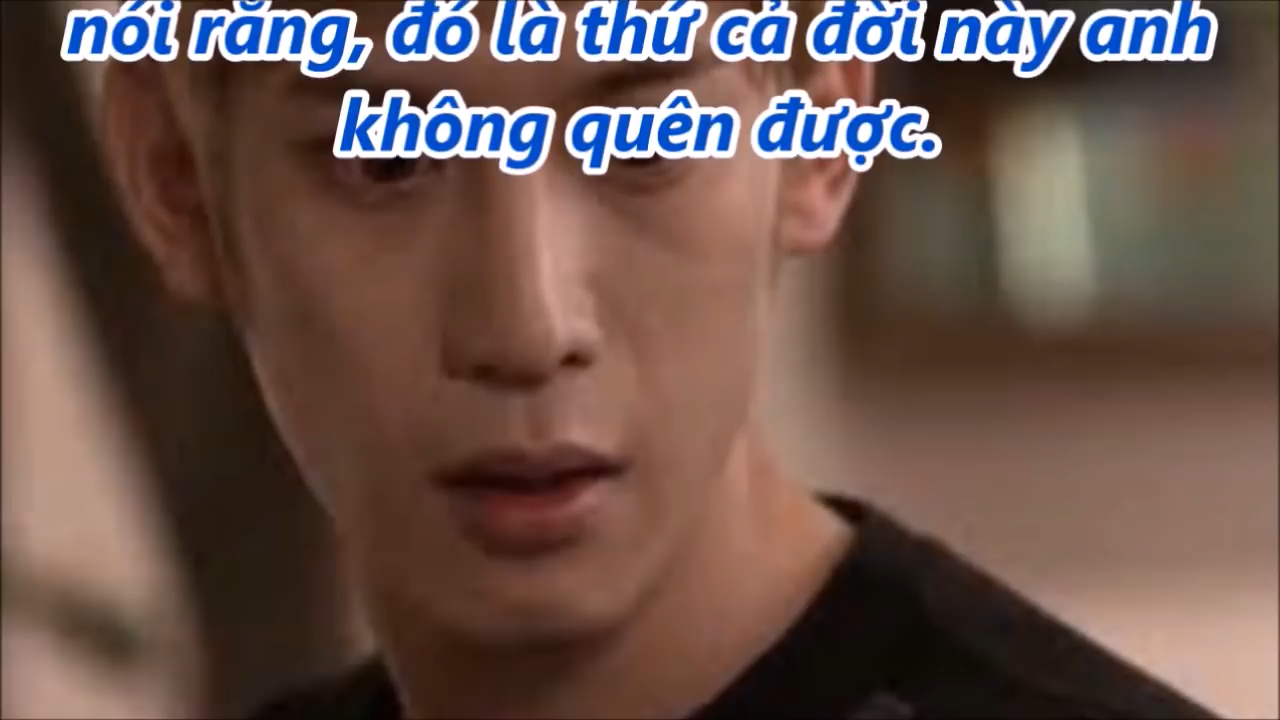 nói rằng, đó là thứ cả đời này anh
không quên được.